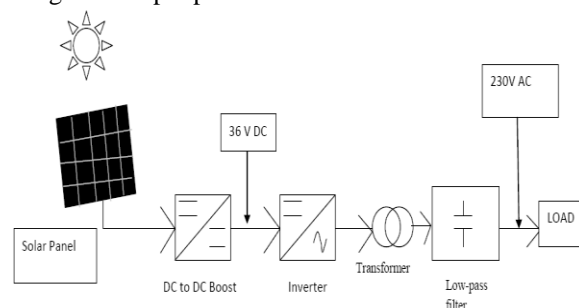 230V AC
36 V DC
LOAD
Solar Panel
DC to DC Boost
Inverter
Transformer
Low-pass
filter